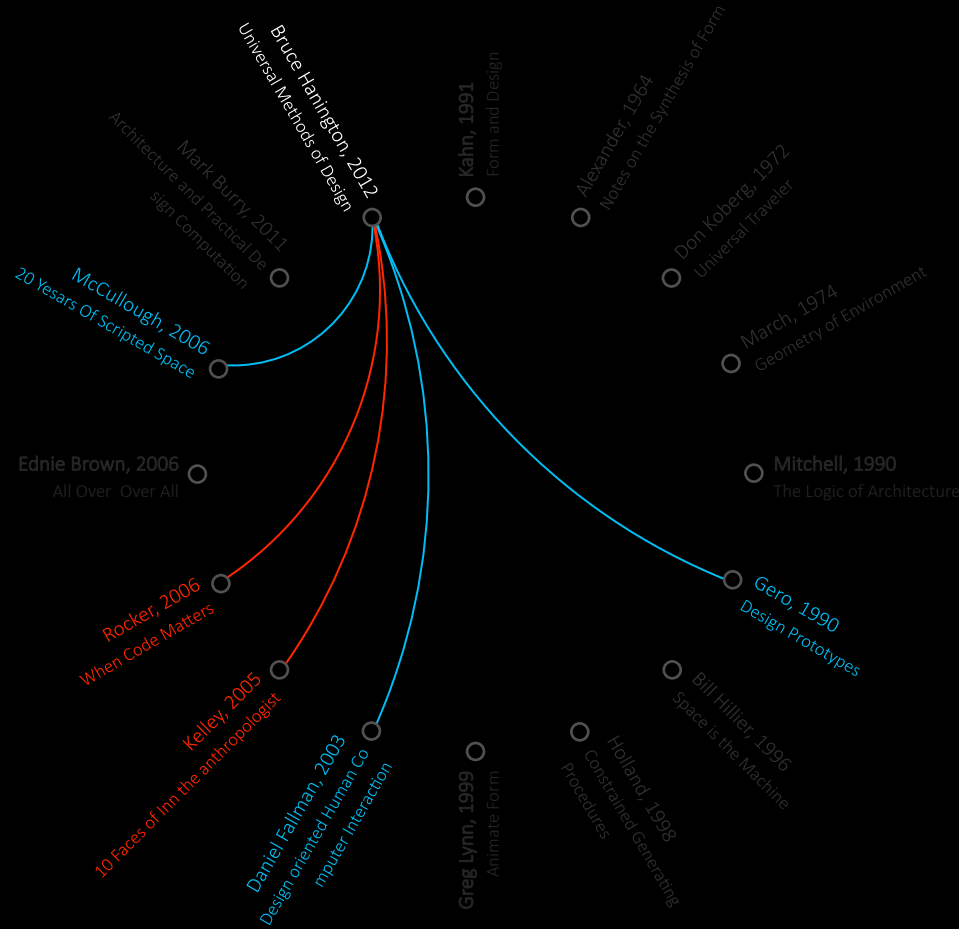 Bruce Hanington, 2012
Universal Methods of Design
Kahn, 1991
Form and Design
Alexander, 1964
Notes on the Synthesis of Form
Don Koberg, 1972
Universal Traveler
March, 1974
Geometry of Environment
Mitchell, 1990
The Logic of Architecture
Gero, 1990
Design Prototypes
Bill Hillier, 1996
Space is the Machine
Holland, 1998
Constrained Generating
Procedures
Greg Lynn, 1999
Animate Form
Daniel Fallman, 2003
Design oriented Human Co
mputer Interaction
Kelley, 2005
10 Faces of Inn the anthropologist
Rocker, 2006
When Code Matters
Ednie Brown, 2006
All Over  Over All
McCullough, 2006
20 Yesars Of Scripted Space
Mark Burry, 2011
Architecture and Practical De
sign Computation